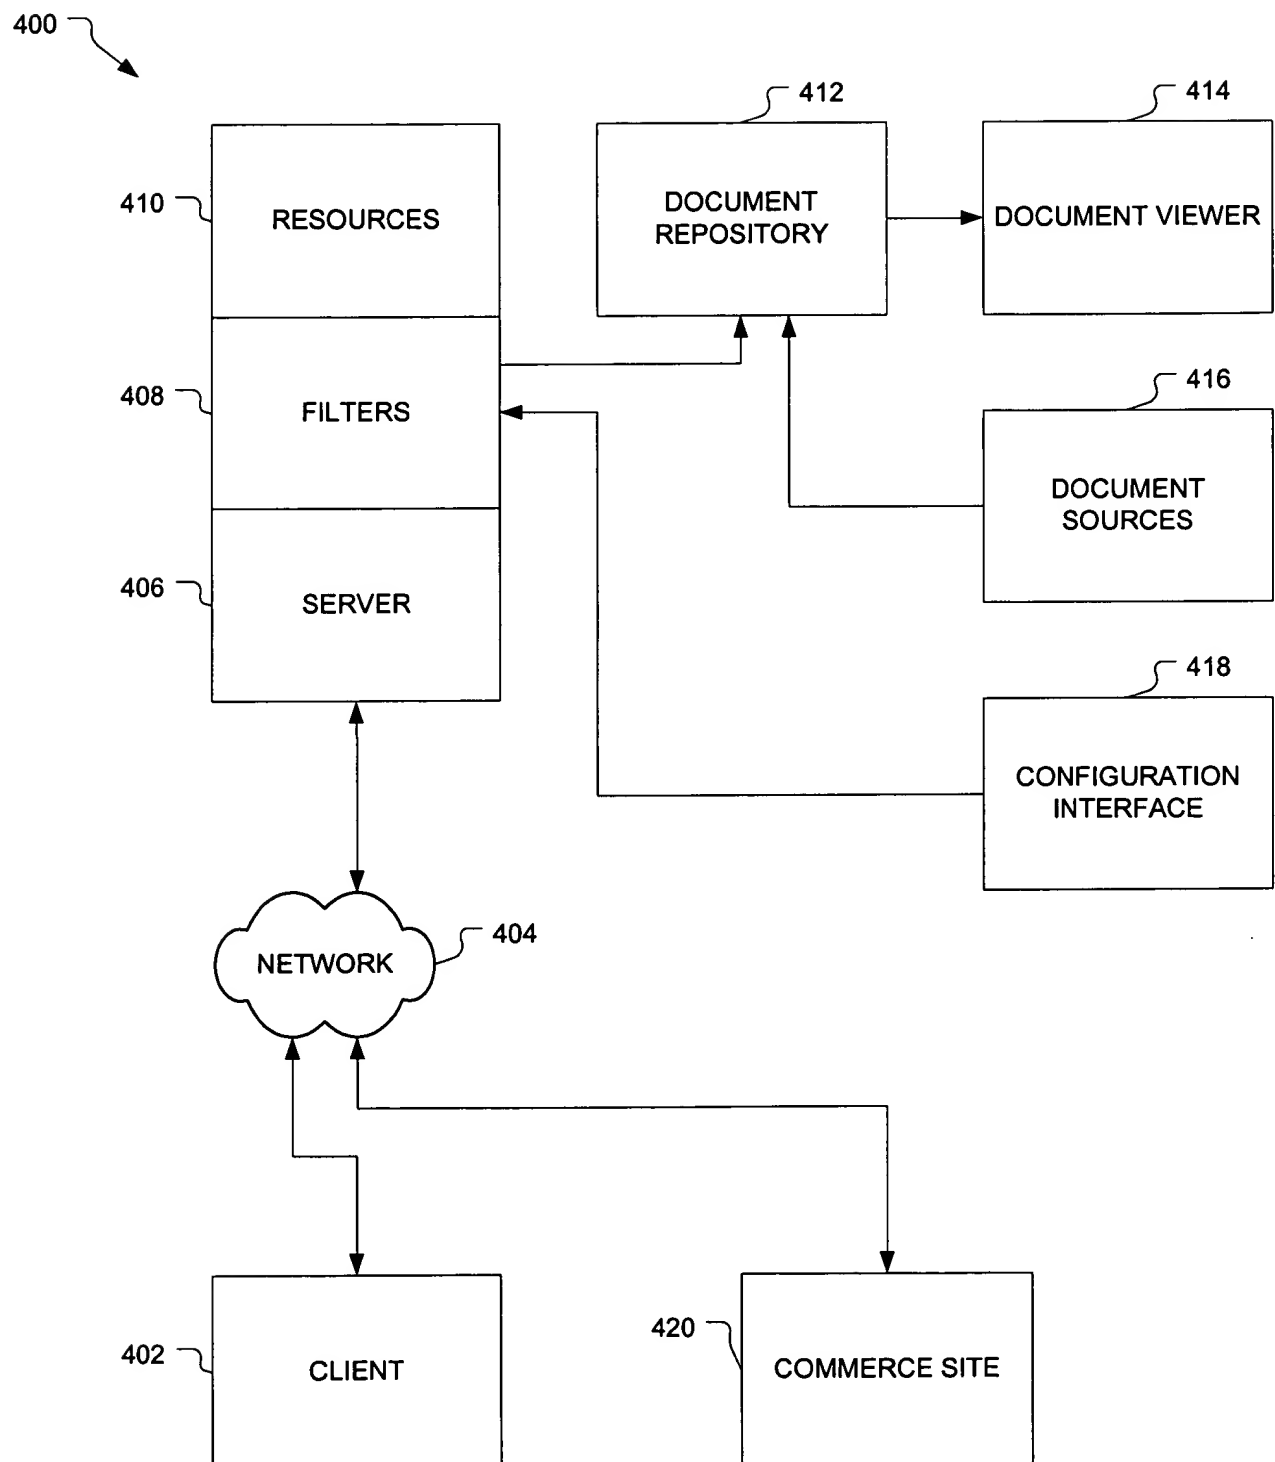 400
412
414
410
RESOURCES
DOCUMENT
REPOSITORY
DOCUMENT VIEWER
408
FILTERS
416
DOCUMENT
SOURCES
406
SERVER
418
CONFIGURATION
INTERFACE
404
NETWORK
402
CLIENT
420
COMMERCE SITE